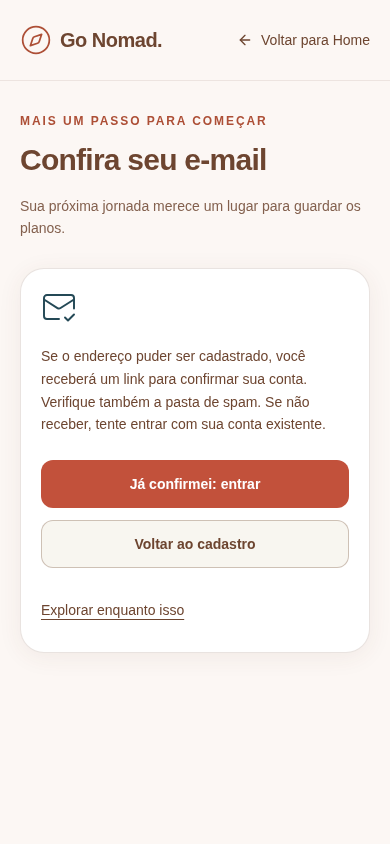 Go Nomad.
Voltar para Home
MAIS UM PASSO PARA COMEÇAR
Confira seu e-mail
Sua próxima jornada merece um lugar para guardar os
planos.
Se o endereço puder ser cadastrado, você
receberá um link para confirmar sua conta.
Verifique também a pasta de spam. Se não
receber, tente entrar com sua conta existente.
Já confirmei: entrar
Voltar ao cadastro
Explorar enquanto isso